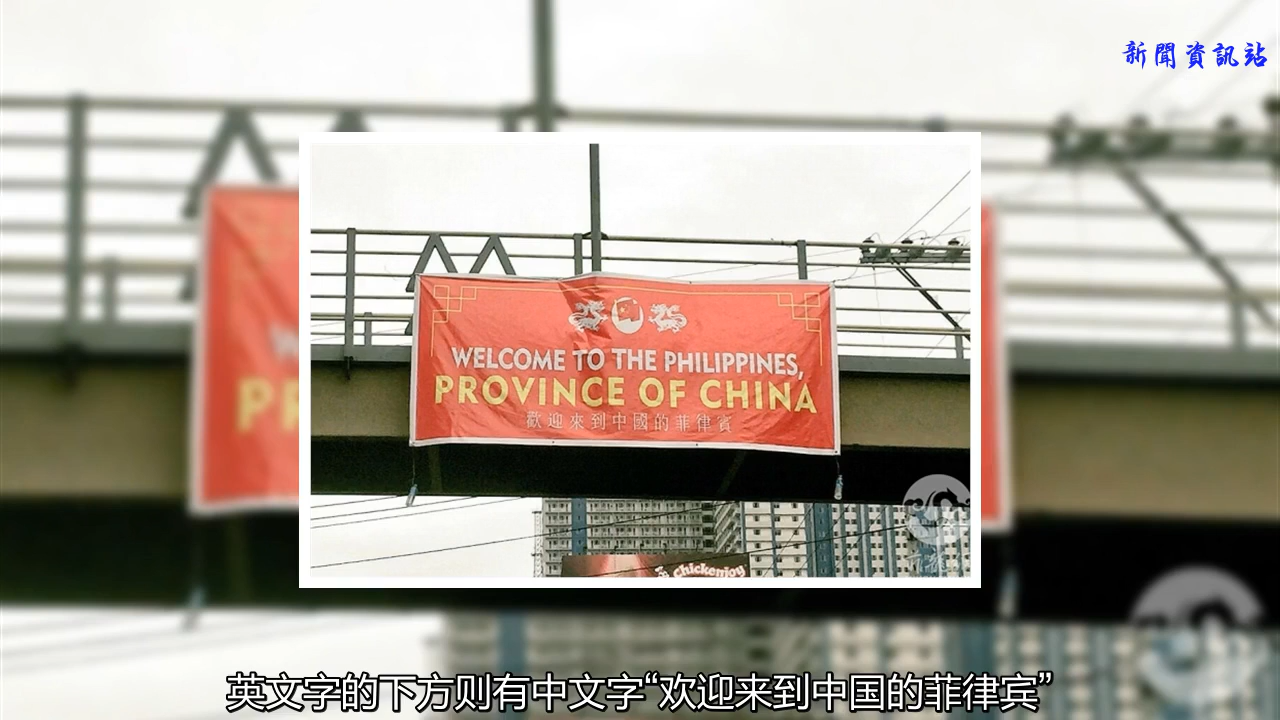 新聞資訊站
WELCOME TO THE PHILIPPINES,
PROVINCE OF CHINA
歡迎來到中國的菲律賓
Chickenjoy
英文字的下方则有中文字“欢迎来到中国的菲律宾”